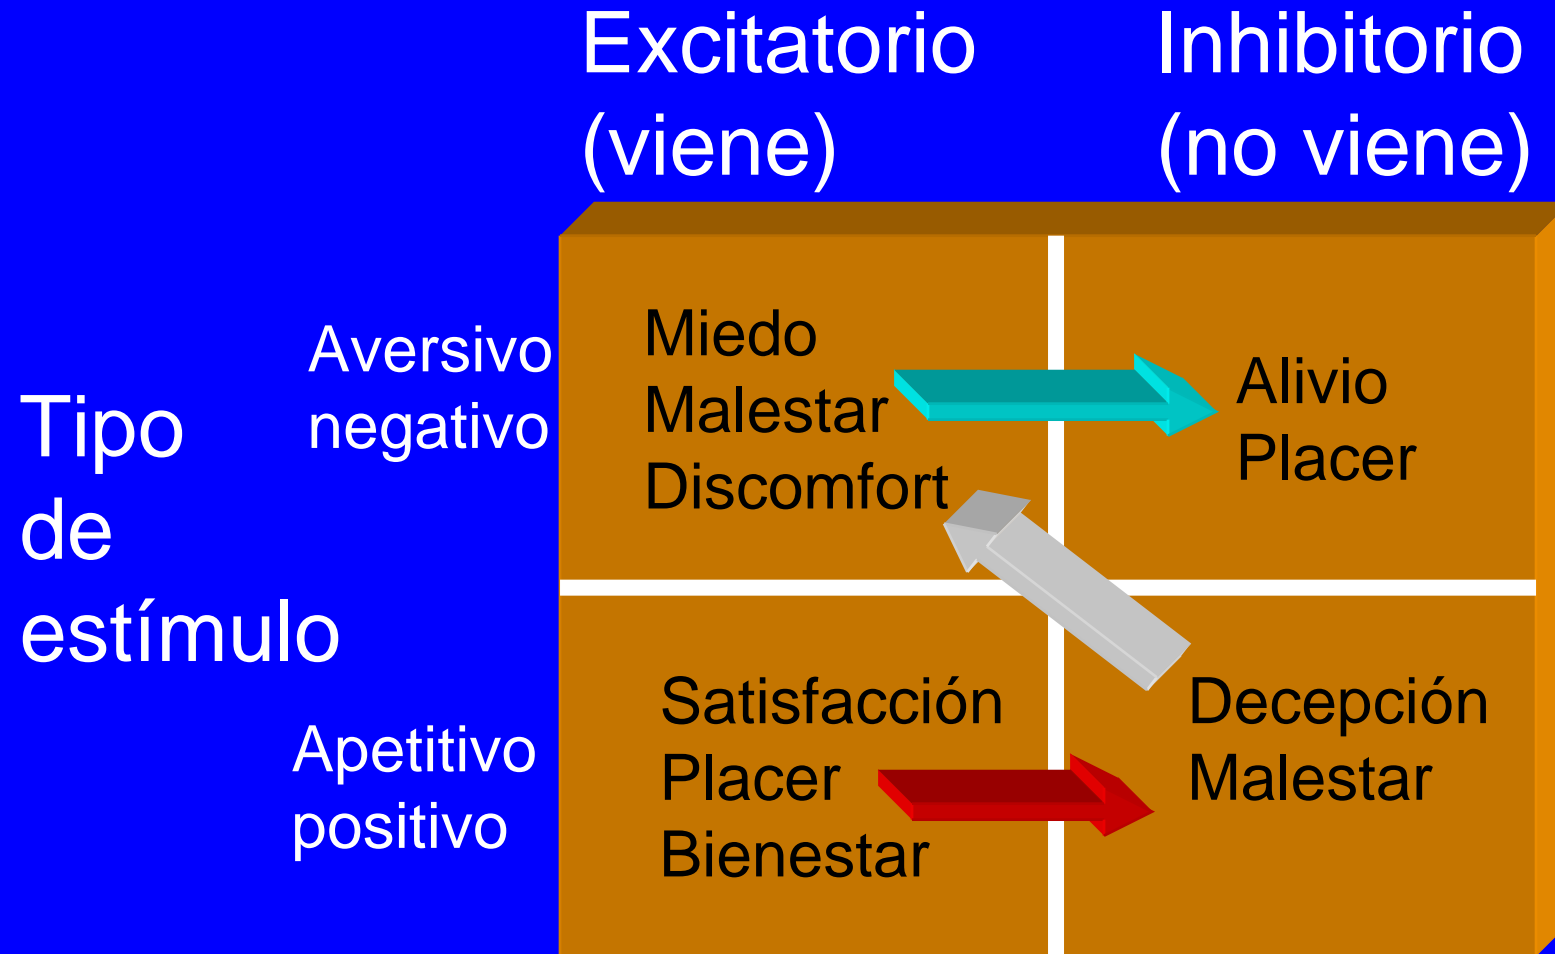 Excitatorio
(viene)
Inhibitorio
(no viene)
Tipo
de
estímulo
Aversivo
negativo
Miedo
Malestar
Discomfort
Alivio
Placer
Apetitivo
positivo
Satisfacción
Placer
Bienestar
Decepción
Malestar